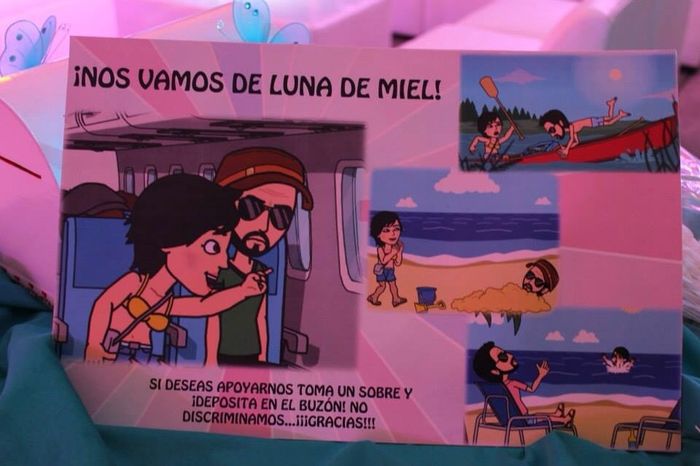 ¡NOS VAMOS DE LUNA DE MIEL!
SI DESEAS APOYARNOS TOMA UN SOBRE Y
¡DEPOSITA EN EL BUZÓN! NO
DISCRIMINAMOS...¡¡¡GRACIAS!!!